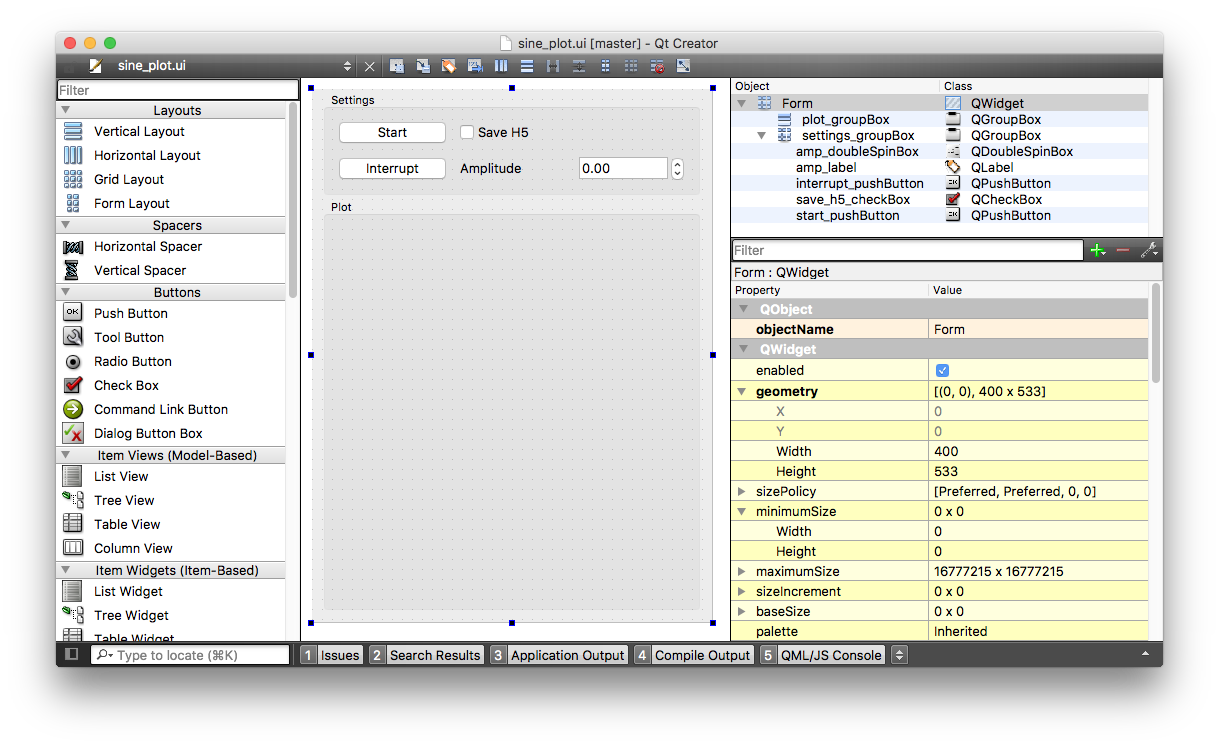 sine_plot.ui [master] - Qt Creator
sine_plot.ui
Filter
Layouts
Vertical Layout
Horizontal Layout
Grid Layout
Form Layout
Spacers
Horizontal Spacer
Vertical Spacer
Buttons
OK Push Button
Tool Button
Radio Button
Check Box
Command Link Button
Dialog Button Box
Item Views (Model-Based)
List View
Tree View
Table View
Column View
Item Widgets (Item-Based)
List Widget
Tree Widget
Table Widget
Settings
Start Save H5
Interrupt Amplitude 0.00
Plot
Object Class
Form QWidget
plot_groupBox QGroupBox
settings_groupBox QGroupBox
amp_doubleSpinBox QDoubleSpinBox
amp_label QLabel
interrupt_pushButton OK QPushButton
save_h5_checkBox QCheckBox
start_pushButton OK QPushButton
Filter
Form : QWidget
Property Value
QObject
objectName Form
QWidget
enabled
geometry [(0, 0), 400 x 533]
X 0
Y 0
Width 400
Height 533
sizePolicy [Preferred, Preferred, 0, 0]
minimumSize 0 x 0
Width 0
Height 0
maximumSize 16777215 x 16777215
sizeIncrement 0 x 0
baseSize 0 x 0
palette Inherited
Type to locate (⌘K) 1 Issues 2 Search Results 3 Application Output 4 Compile Output 5 QML/JS Console